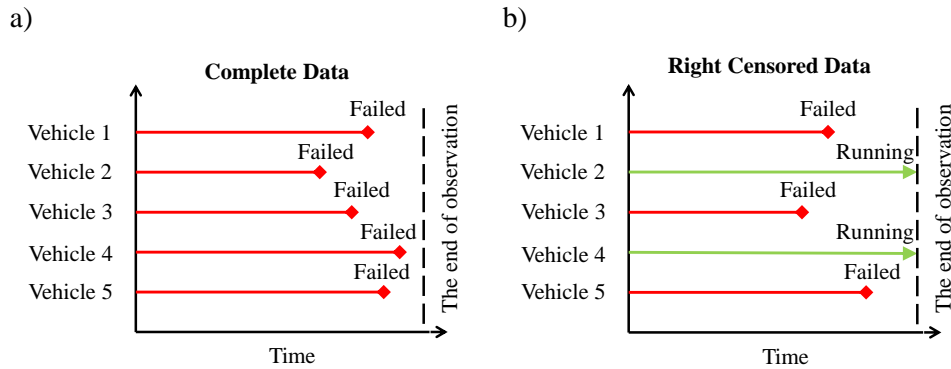 a)
Complete Data
Failed
Vehicle 1
Failed
Vehicle 2
Failed
Vehicle 3
Failed
Vehicle 4
Failed
Vehicle 5
The end of observation
Time
b)
Right Censored Data
Failed
Vehicle 1
Running
Vehicle 2
Failed
Vehicle 3
Running
Vehicle 4
Failed
Vehicle 5
The end of observation
Time